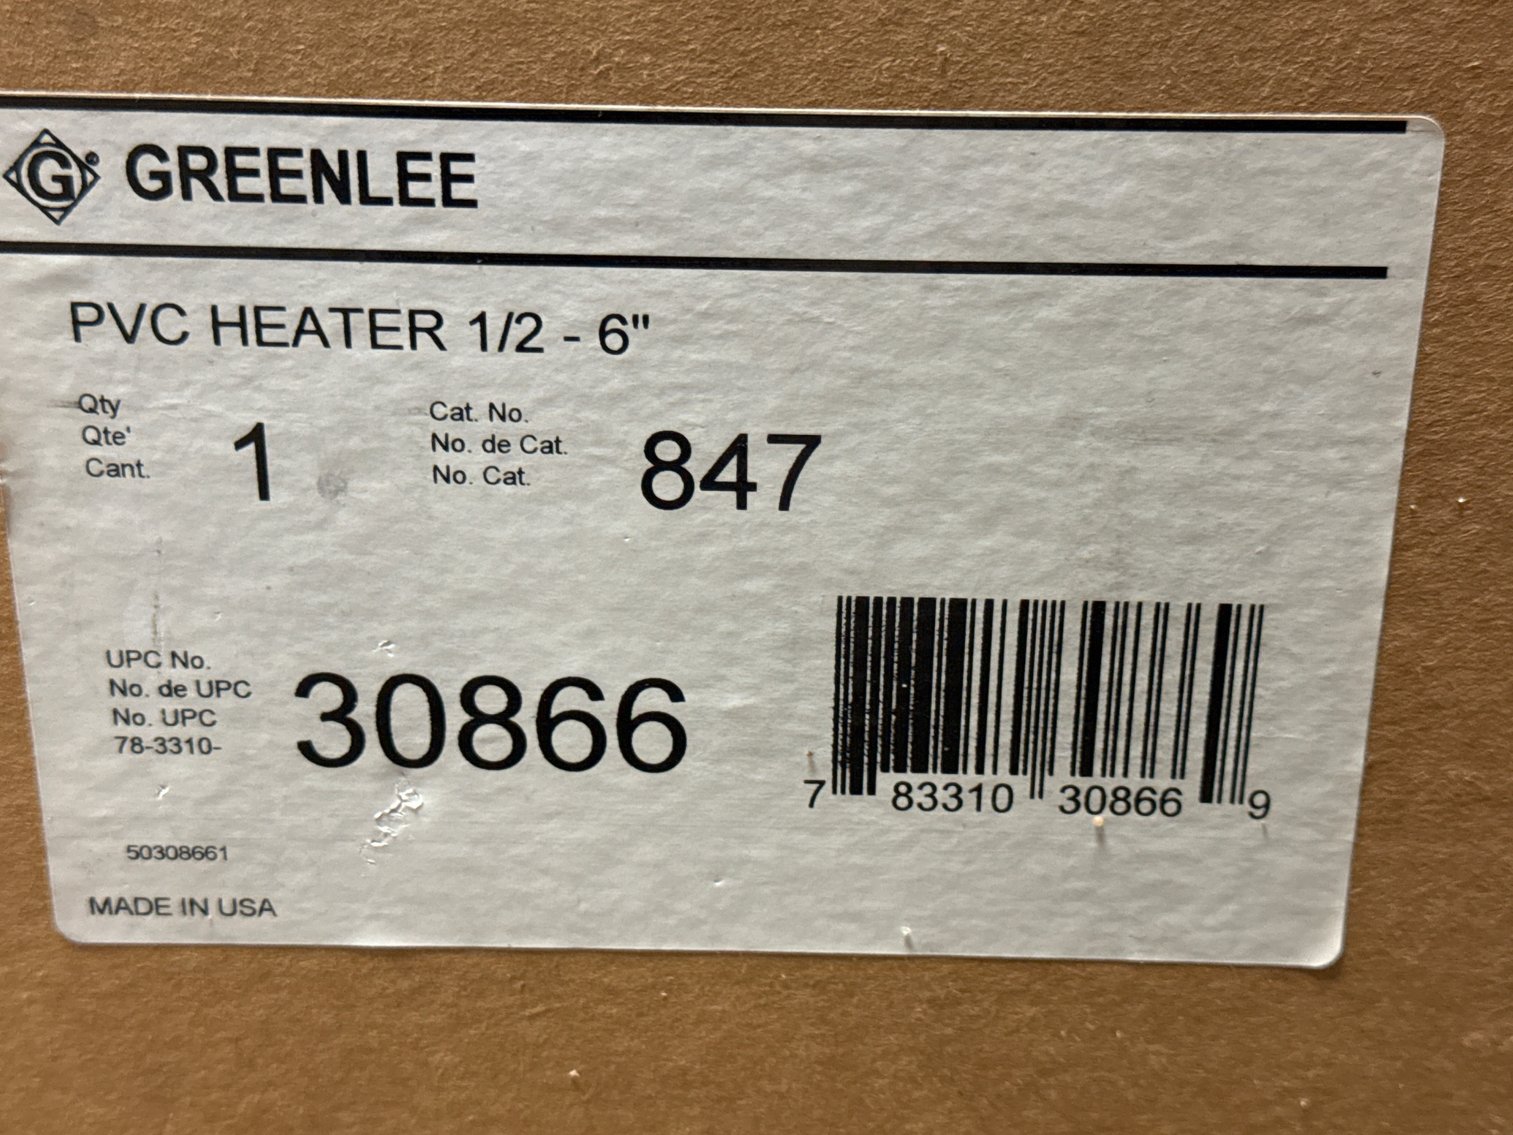 G® GREENLEE
PVC HEATER 1/2 - 6"
Qty
Qte'
Cant.
1
Cat. No.
No. de Cat.
No. Cat.
847
UPC No.
No. de UPC
No. UPC
78-3310-
30866
7 83310 30866 9
50308661
MADE IN USA